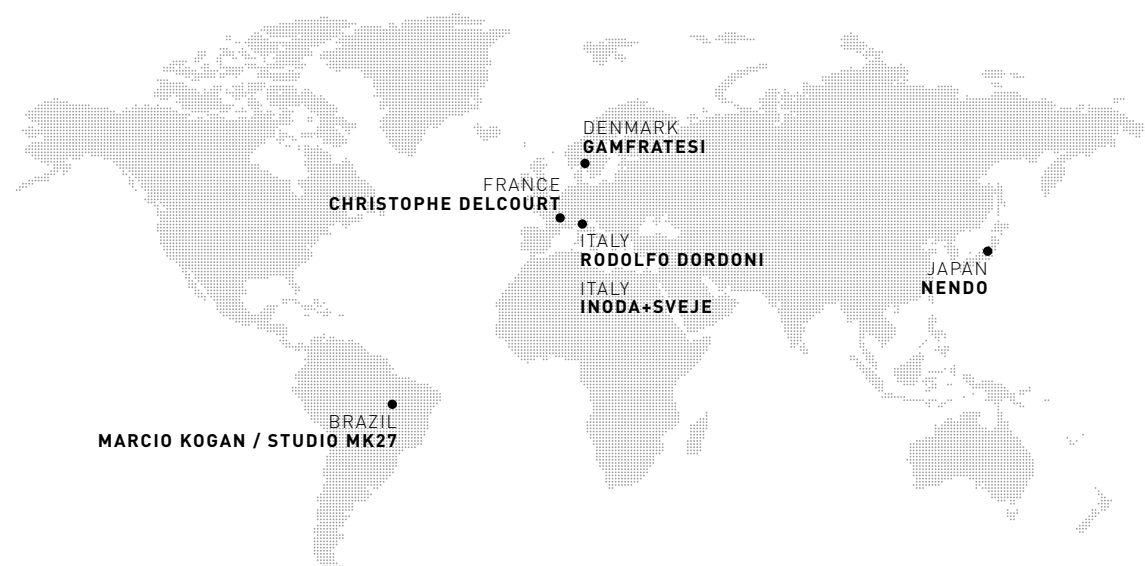 DENMARK
GAMFRATESI
FRANCE
CHRISTOPHE DELCOURT
ITALY
RODOLFO DORDONI
ITALY
INODA+SVEJE
JAPAN
NENDO
BRAZIL
MARCIO KOGAN / STUDIO MK27